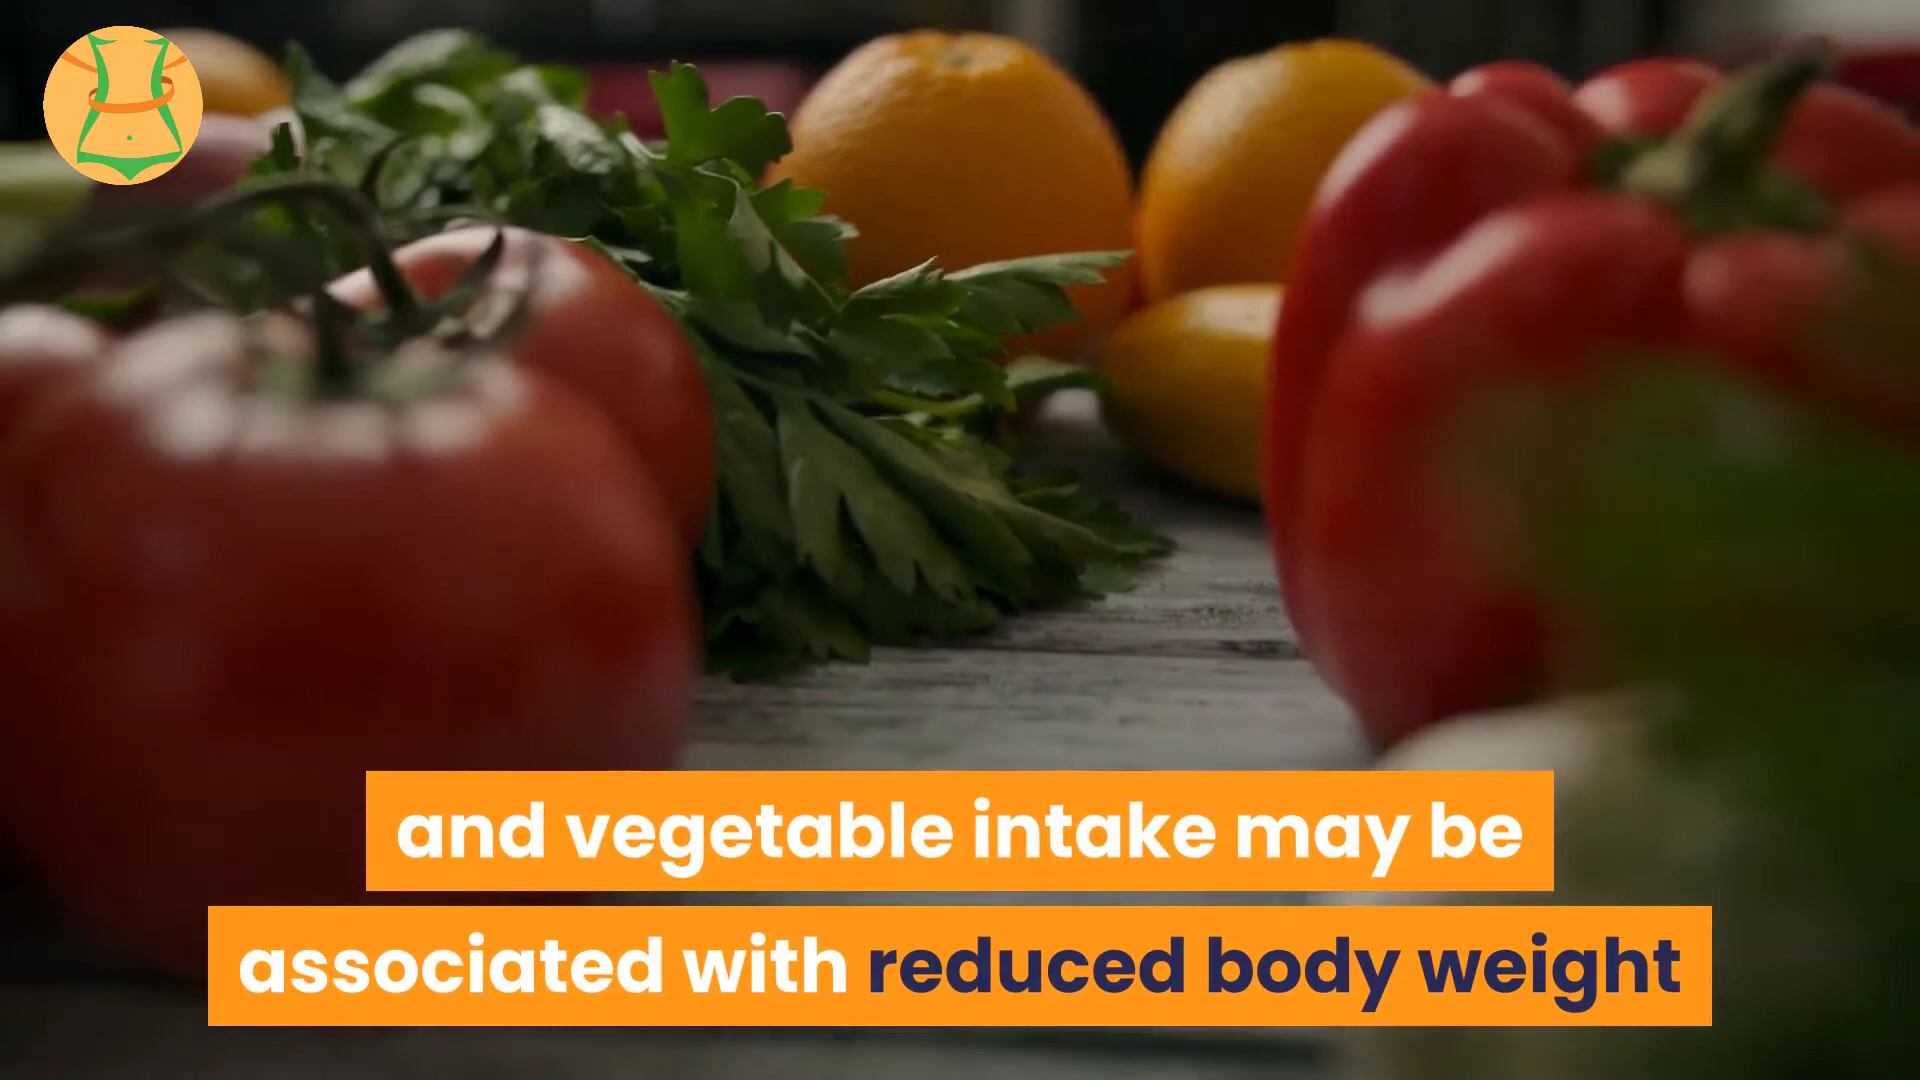 and vegetable intake may be
associated with reduced body weight